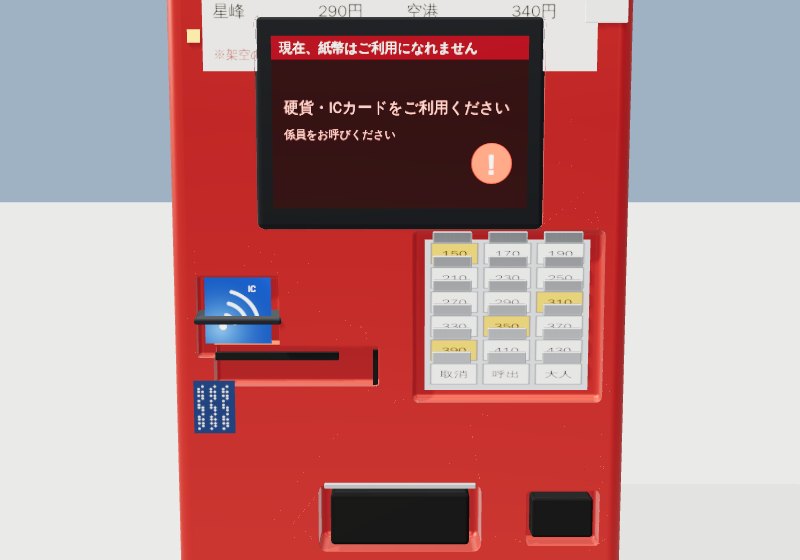 星峰 290円 空港 340円
※架空の
現在、紙幣はご利用になれません
硬貨・ICカードをご利用ください
係員をお呼びください
!
IC
150 170 190
210 230 250
270 290 310
330 350 370
390 410 430
取消 呼出 大人